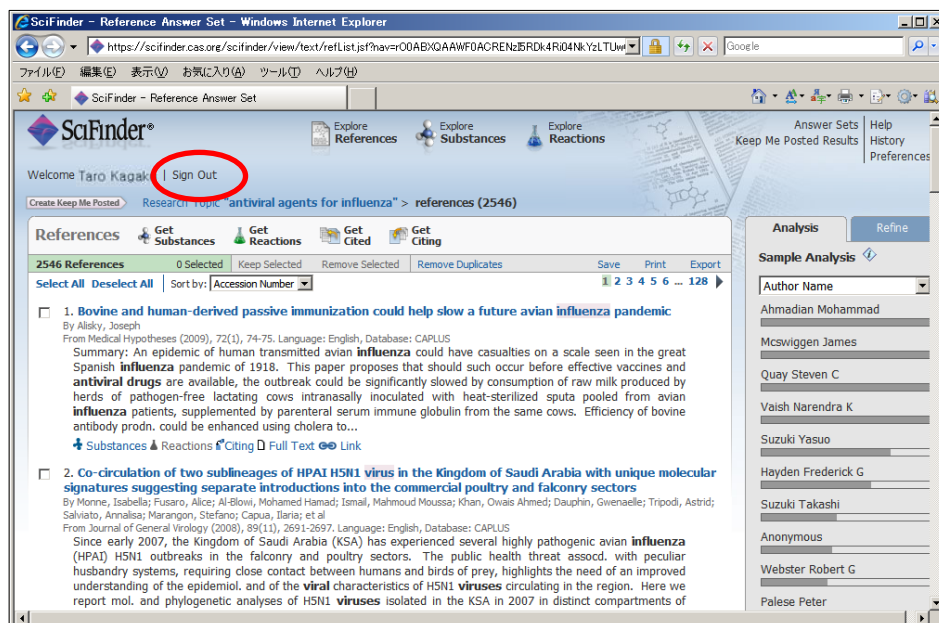 SciFinder - Reference Answer Set - Windows Internet Explorer
https://scifinder.cas.org/scifinder/view/text/refList.jsf?nav=
Google
ファイル(F) 編集(E) 表示(V) お気に入り(A) ツール(T) ヘルプ(H)
SciFinder - Reference Answer Set
SciFinder®
Explore References
Explore Substances
Explore Reactions
Answer Sets
Keep Me Posted Results
Help
History
Preferences
Welcome Taro Kagaku | Sign Out
Create Keep Me Posted Research Topic "antiviral agents for influenza" > references (2546)
References
Get Substances
Get Reactions
Get Cited
Get Citing
2546 References 0 Selected Keep Selected Remove Selected Remove Duplicates Save Print Export
Select All Deselect All Sort by: Accession Number 1 2 3 4 5 6 ... 128
1. Bovine and human-derived passive immunization could help slow a future avian influenza pandemic
By Alisky, Joseph
From Medical Hypotheses (2009), 72(1), 74-75. Language: English, Database: CAPLUS
Summary: An epidemic of human transmitted avian influenza could have casualties on a scale seen in the great
Spanish influenza pandemic of 1918. This paper proposes that should such occur before effective vaccines and
antiviral drugs are available, the outbreak could be significantly slowed by consumption of raw milk produced by
herds of pathogen-free lactating cows intranasally inoculated with heat-sterilized sputa pooled from avian
influenza patients, supplemented by parenteral serum immune globulin from the same cows. Efficiency of bovine
antibody prodn. could be enhanced using cholera to...
Substances Reactions Citing Full Text Link
2. Co-circulation of two sublineages of HPAI H5N1 virus in the Kingdom of Saudi Arabia with unique molecular
signatures suggesting separate introductions into the commercial poultry and falconry sectors
By Monne, Isabella; Fusaro, Alice; Al-Blowi, Mohamed Hamad; Ismail, Mahmoud Moussa; Khan, Owais Ahmed; Dauphin, Gwenaelle; Tripodi, Astrid;
Salviato, Annalisa; Marangon, Stefano; Capua, Ilaria; et al
From Journal of General Virology (2008), 89(11), 2691-2697. Language: English, Database: CAPLUS
Since early 2007, the Kingdom of Saudi Arabia (KSA) has experienced several highly pathogenic avian influenza
(HPAI) H5N1 outbreaks in the falconry and poultry sectors. The public health threat assocd. with peculiar
husbandry systems, requiring close contact between humans and birds of prey, highlights the need of an improved
understanding of the epidemiol. and of the viral characteristics of H5N1 viruses circulating in the region. Here we
report mol. and phylogenetic analyses of H5N1 viruses isolated in the KSA in 2007 in distinct compartments of
Analysis Refine
Sample Analysis
Author Name
Ahmadian Mohammad
Mcswiggen James
Quay Steven C
Vaish Narendra K
Suzuki Yasuo
Hayden Frederick G
Suzuki Takashi
Anonymous
Webster Robert G
Palese Peter